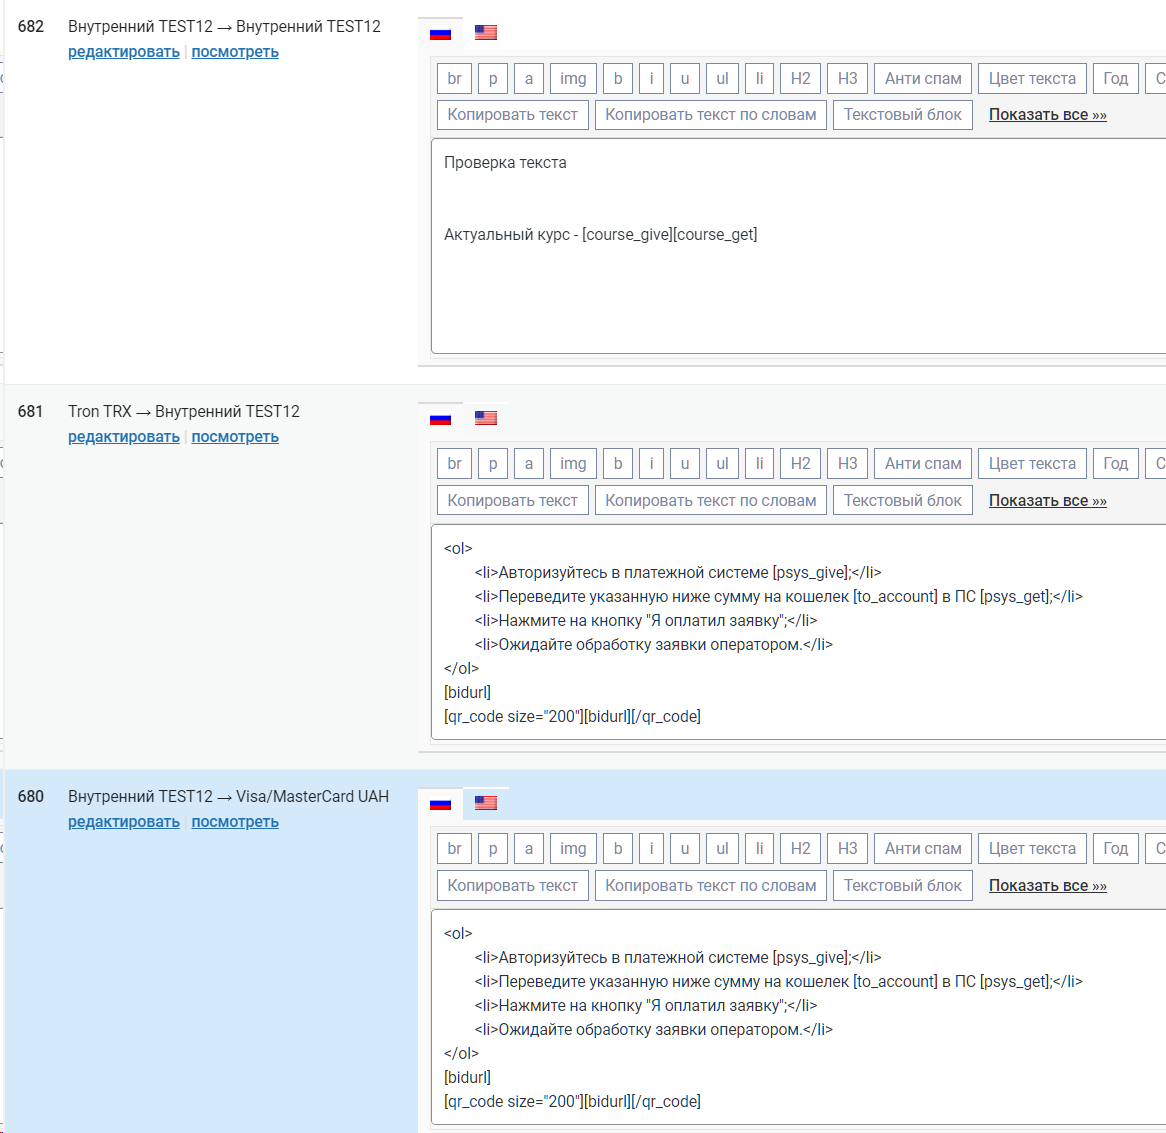 682 Внутренний TEST12 → Внутренний TEST12
редактировать | посмотреть
br p a img b i u ul li H2 H3 Анти спам Цвет текста Год С
Копировать текст Копировать текст по словам Текстовый блок Показать все »»
Проверка текста
Актуальный курс - [course_give][course_get]
681 Tron TRX → Внутренний TEST12
редактировать | посмотреть
br p a img b i u ul li H2 H3 Анти спам Цвет текста Год С
Копировать текст Копировать текст по словам Текстовый блок Показать все »»
<ol>
<li>Авторизуйтесь в платежной системе [psys_give];</li>
<li>Переведите указанную ниже сумму на кошелек [to_account] в ПС [psys_get];</li>
<li>Нажмите на кнопку "Я оплатил заявку";</li>
<li>Ожидайте обработку заявки оператором.</li>
</ol>
[bidurl]
[qr_code size="200"][bidurl][/qr_code]
680 Внутренний TEST12 → Visa/MasterCard UAH
редактировать | посмотреть
br p a img b i u ul li H2 H3 Анти спам Цвет текста Год С
Копировать текст Копировать текст по словам Текстовый блок Показать все »»
<ol>
<li>Авторизуйтесь в платежной системе [psys_give];</li>
<li>Переведите указанную ниже сумму на кошелек [to_account] в ПС [psys_get];</li>
<li>Нажмите на кнопку "Я оплатил заявку";</li>
<li>Ожидайте обработку заявки оператором.</li>
</ol>
[bidurl]
[qr_code size="200"][bidurl][/qr_code]